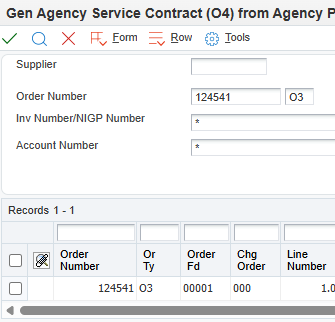 Gen Agency Service Contract (O4) from Agency P
Form Row Tools
Supplier
Order Number 124541 O3
Inv Number/NIGP Number *
Account Number *
Records 1 - 1
Order Number Or Ty Order Fd Chg Order Line Number
124541 O3 00001 000 1.0